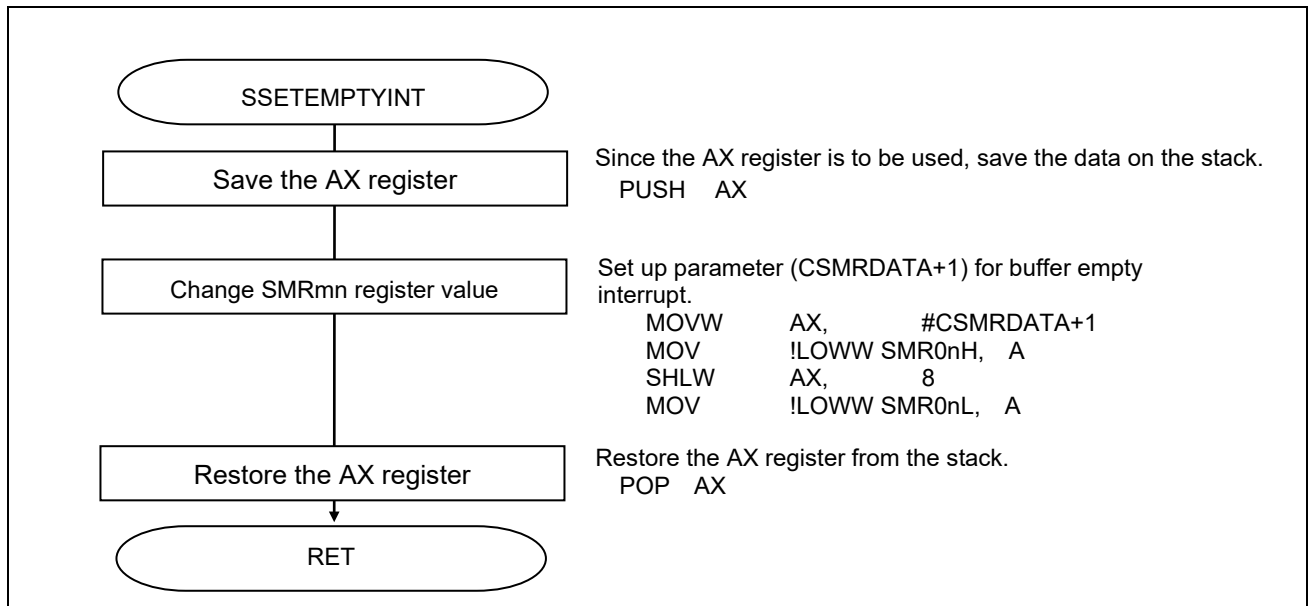 SSETEMPTYINT
Save the AX register
Since the AX register is to be used, save the data on the stack.
PUSH AX
Change SMRmn register value
Set up parameter (CSMRDATA+1) for buffer empty
interrupt.
MOVW AX, #CSMRDATA+1
MOV !LOWW SMR0nH, A
SHLW AX, 8
MOV !LOWW SMR0nL, A
Restore the AX register
Restore the AX register from the stack.
POP AX
RET